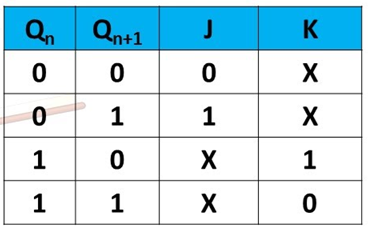 Qn Qn+1 J K
0 0 0 X
0 1 1 X
1 0 X 1
1 1 X 0